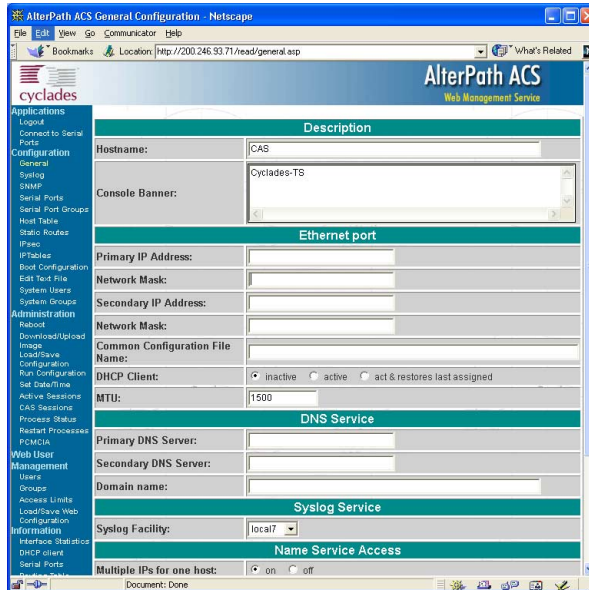 AlterPath ACS General Configuration - Netscape
File Edit View Go Communicator Help
Bookmarks Location: http://200.246.93.71/read/general.asp What's Related
cyclades
AlterPath ACS
Web Management Service
Applications
Logout
Connect to Serial
Ports
Configuration
General
Syslog
SNMP
Serial Ports
Serial Port Groups
Host Table
Static Routes
IPsec
IPTables
Boot Configuration
Edit Text File
System Users
System Groups
Administration
Reboot
Download/Upload
Image
Load/Save
Configuration
Run Configuration
Set Date/Time
Active Sessions
CAS Sessions
Process Status
Restart Processes
PCMCIA
Web User
Management
Users
Groups
Access Limits
Load/Save Web
Configuration
Information
Interface Statistics
DHCP client
Serial Ports
Routing Table
Description
Hostname: CAS
Console Banner: Cyclades-TS
Ethernet port
Primary IP Address:
Network Mask:
Secondary IP Address:
Network Mask:
Common Configuration File
Name:
DHCP Client: inactive active act & restores last assigned
MTU: 1500
DNS Service
Primary DNS Server:
Secondary DNS Server:
Domain name:
Syslog Service
Syslog Facility: local7
Name Service Access
Multiple IPs for one host: on off
Document: Done